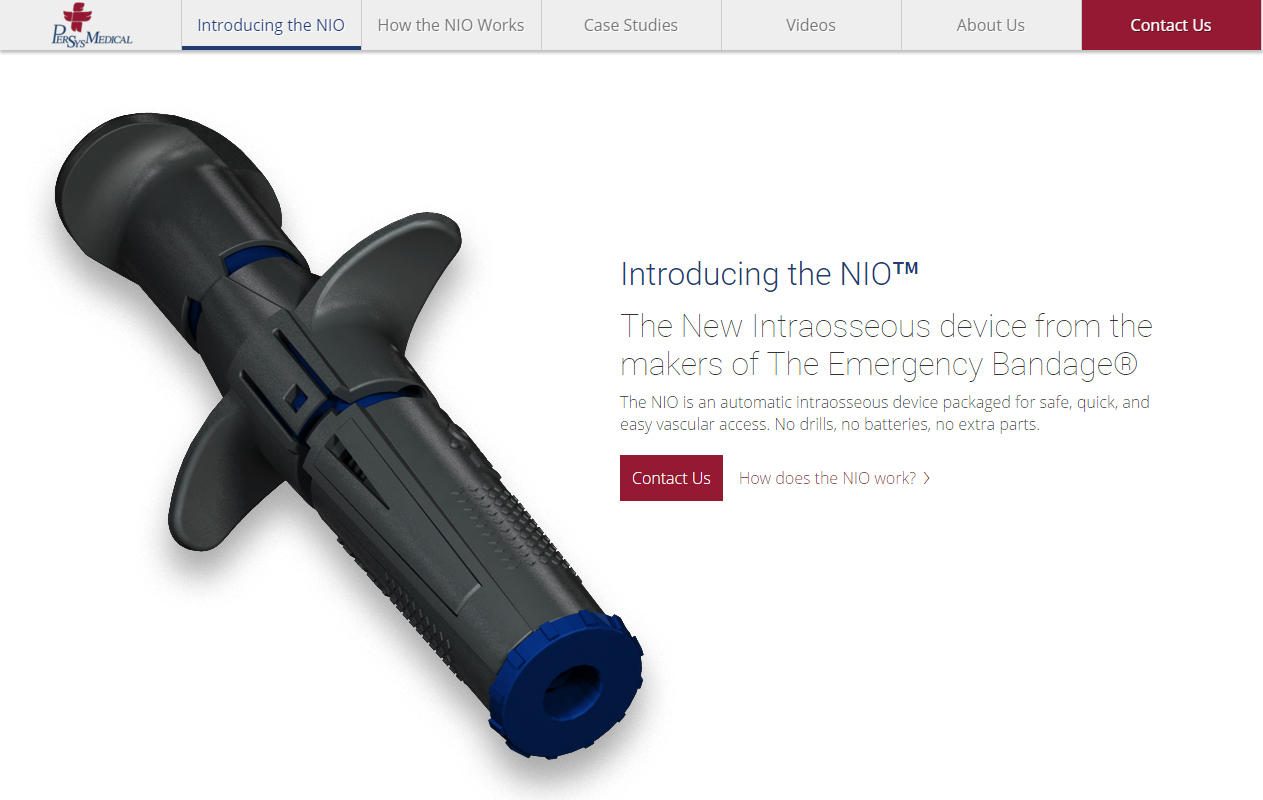 PerSysMedical
Introducing the NIO
How the NIO Works
Case Studies
Videos
About Us
Contact Us
Introducing the NIO™
The New Intraosseous device from the
makers of The Emergency Bandage®
The NIO is an automatic intraosseous device packaged for safe, quick, and
easy vascular access. No drills, no batteries, no extra parts.
Contact Us
How does the NIO work? >